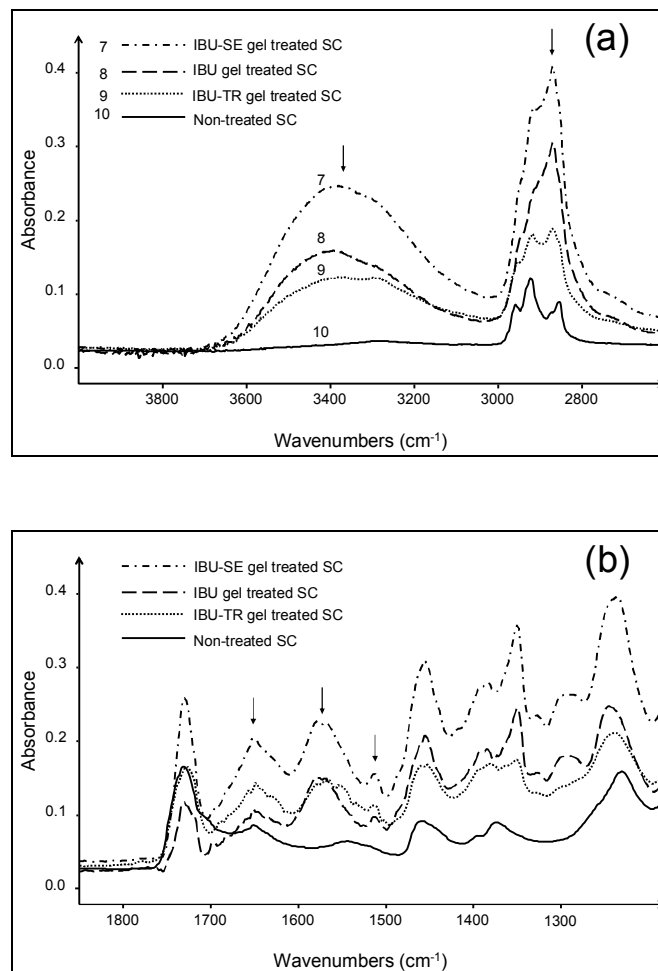 (a)
7 IBU-SE gel treated SC
8 IBU gel treated SC
9 IBU-TR gel treated SC
10 Non-treated SC
0.4
0.3
0.2
0.1
0.0
Absorbance
7
8
9
10
3800 3600 3400 3200 3000 2800
Wavenumbers (cm⁻¹)
(b)
IBU-SE gel treated SC
IBU gel treated SC
IBU-TR gel treated SC
Non-treated SC
0.4
0.3
0.2
0.1
0.0
Absorbance
1800 1700 1600 1500 1400 1300
Wavenumbers (cm⁻¹)